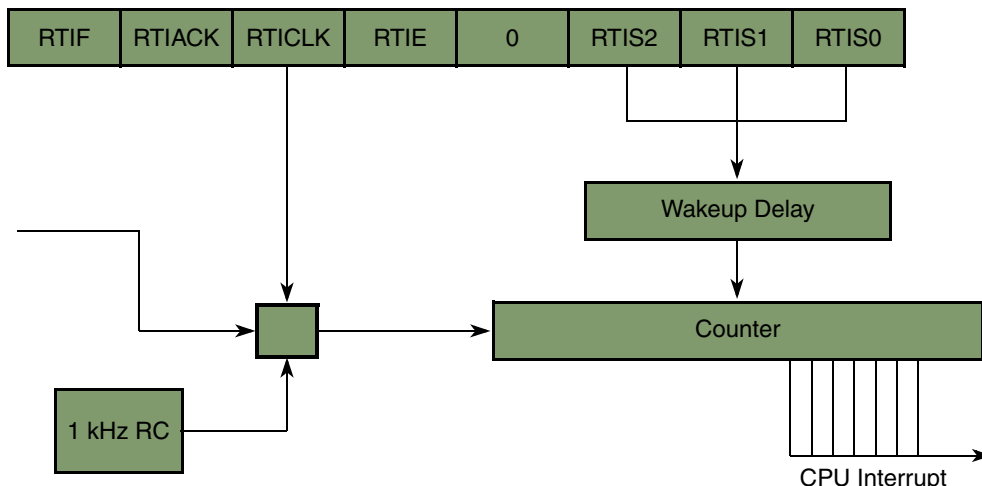 RTIF RTIACK RTICLK RTIE 0 RTIS2 RTIS1 RTIS0
Wakeup Delay
Counter
1 kHz RC
CPU Interrupt